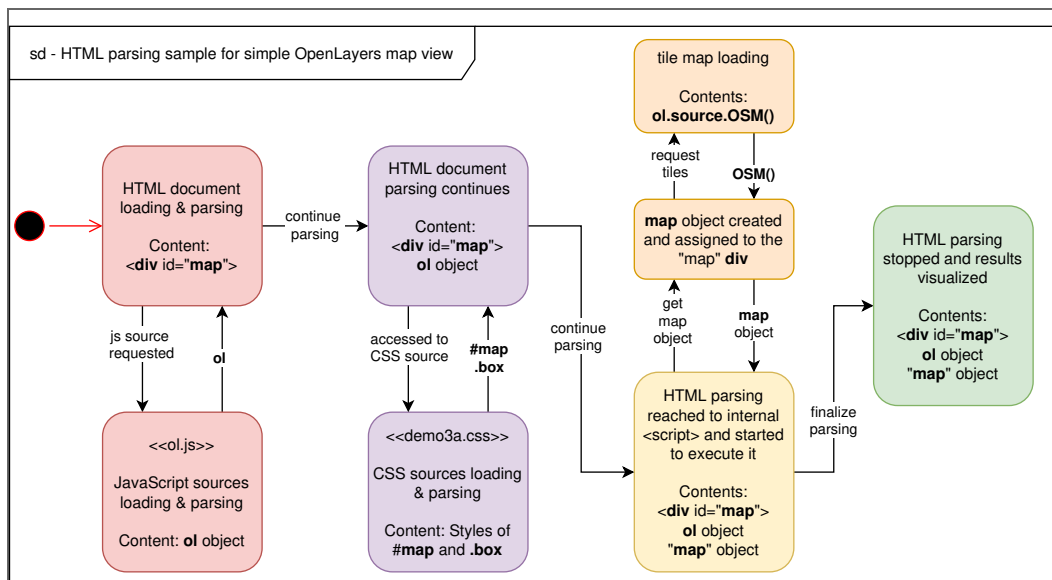 sd - HTML parsing sample for simple OpenLayers map view
HTML document
loading & parsing
Content:
<div id="map">
continue
parsing
js source
requested
ol
<<ol.js>>
JavaScript sources
loading & parsing
Content: ol object
HTML document
parsing continues
Content:
<div id="map">
ol object
accessed to
CSS source
#map
.box
<<demo3a.css>>
CSS sources loading
& parsing
Content: Styles of
#map and .box
continue
parsing
tile map loading
Contents:
ol.source.OSM()
request
tiles
OSM()
map object created
and assigned to the
"map" div
get
map
object
map
object
HTML parsing
reached to internal
<script> and started
to execute it
Contents:
<div id="map">
ol object
"map" object
finalize
parsing
HTML parsing
stopped and results
visualized
Contents:
<div id="map">
ol object
"map" object